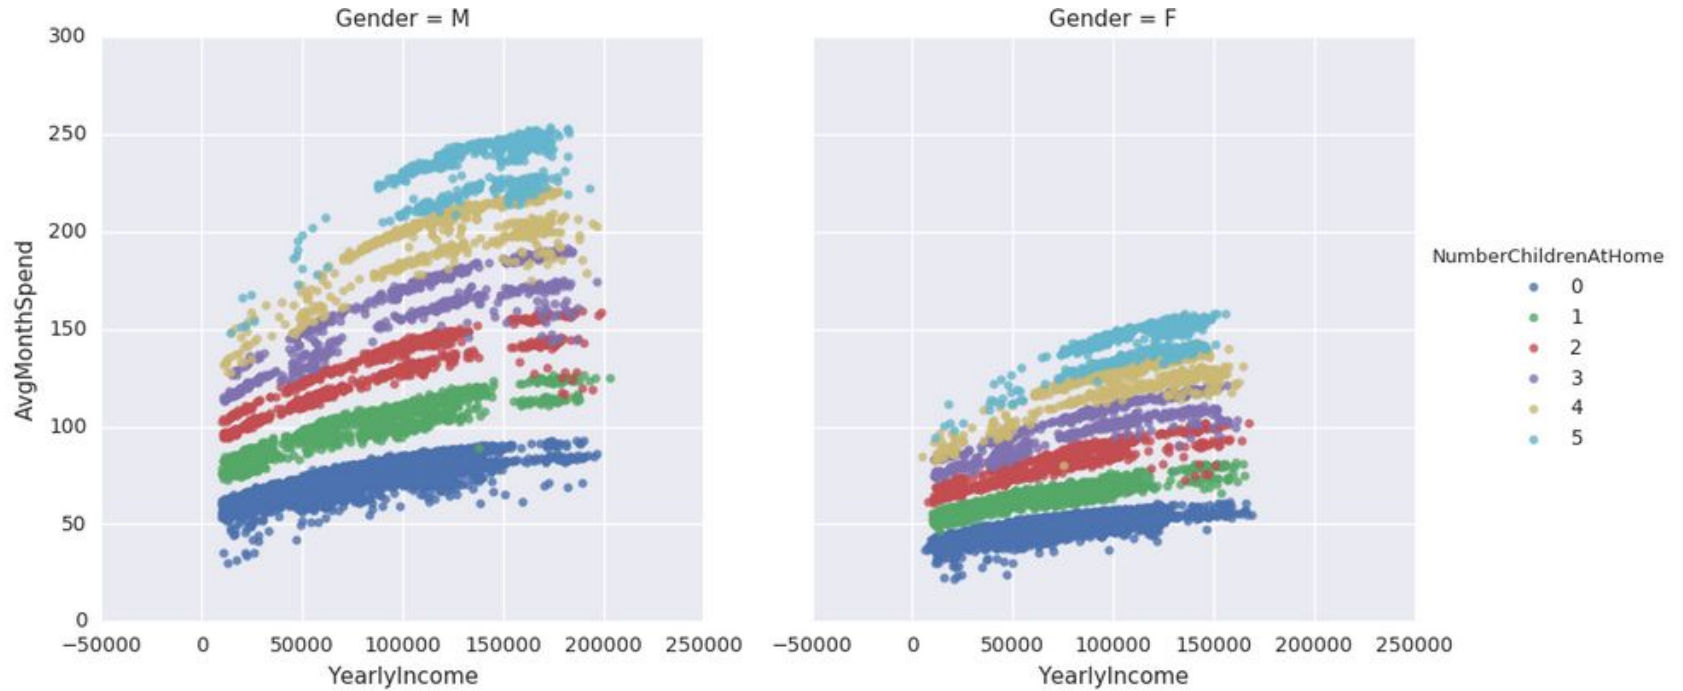 Gender = M
Gender = F
300
250
200
150
100
50
0
AvgMonthSpend
−50000 0 50000 100000 150000 200000 250000
−50000 0 50000 100000 150000 200000 250000
YearlyIncome
YearlyIncome
NumberChildrenAtHome
0
1
2
3
4
5